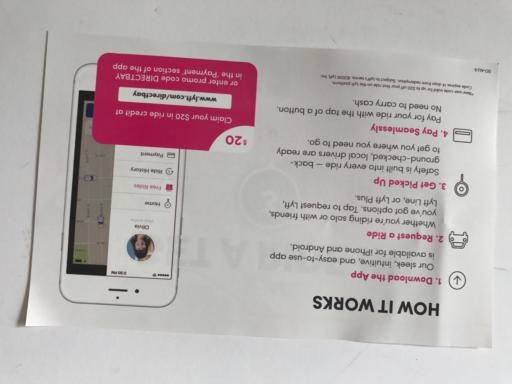 HOW IT WORKS
1. Download the App
Our sleek, intuitive, and easy-to-use app
is available for iPhone and Android.
2. Request a Ride
Whether you're riding solo or with friends,
you've got options. Tap to request Lyft,
Lyft Line, or Lyft Plus.
3. Get Picked Up
Safety is built into every ride — back-
ground-checked, local drivers are ready
to get you where you need to go.
4. Pay Seamlessly
Pay for your ride with the tap of a button.
No need to carry cash.
2:30 PM
Olivia
Home
Free Rides
Ride History
Payment
$20
Claim your $20 in ride credit at
www.lyft.com/directbay
or enter promo code DIRECTBAY
in the 'Payment' section of the app